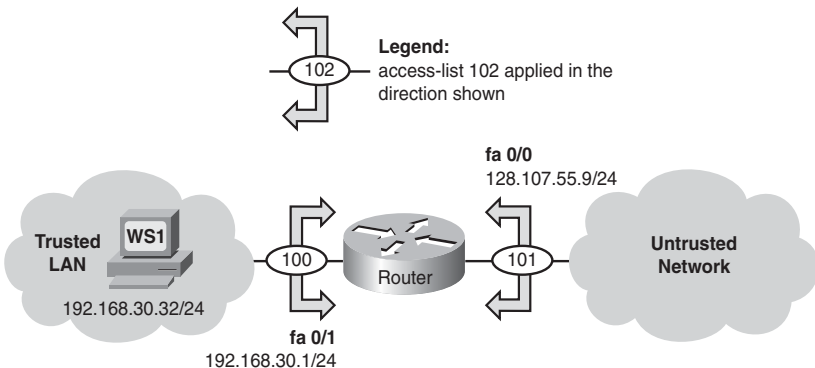 102
Legend:
access-list 102 applied in the
direction shown
fa 0/0
128.107.55.9/24
Trusted
LAN
WS1
192.168.30.32/24
100
Router
101
Untrusted
Network
fa 0/1
192.168.30.1/24